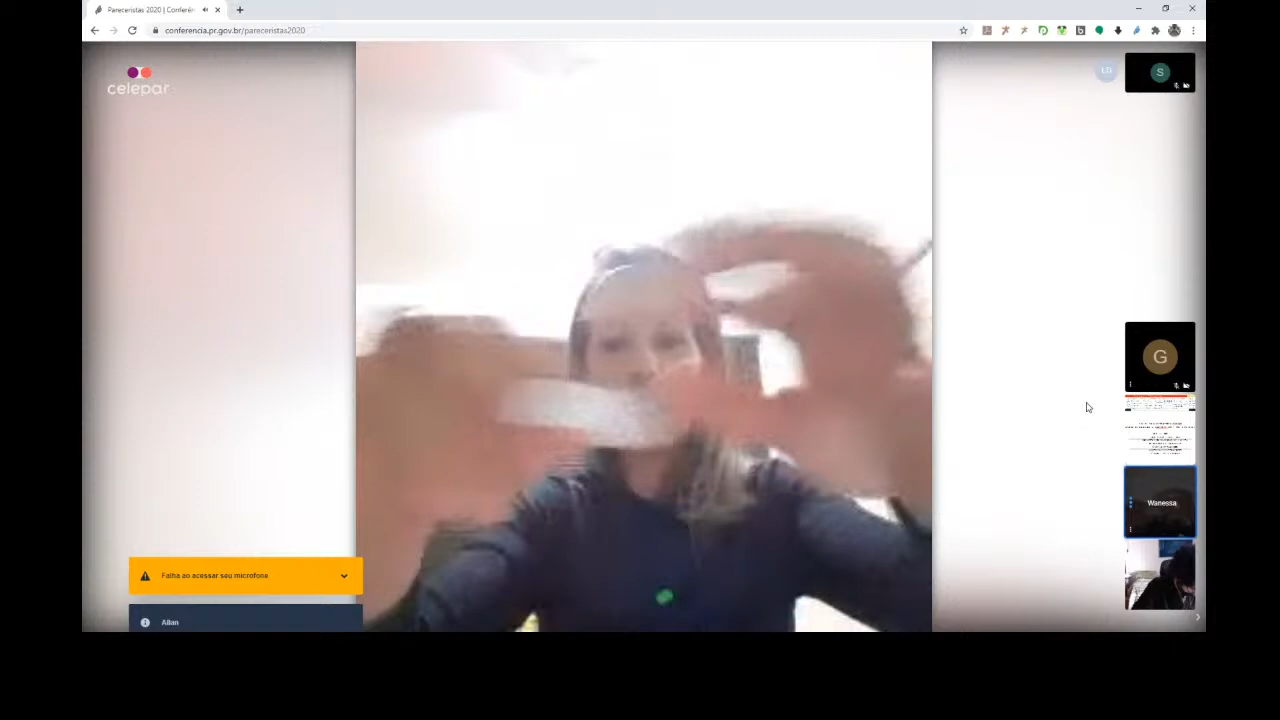 Pareceristas 2020 | Conferên
conferencia.pr.gov.br/pareceristas2020
celepar
LD
S
G
Wanessa
Falha ao acessar seu microfone
Allan